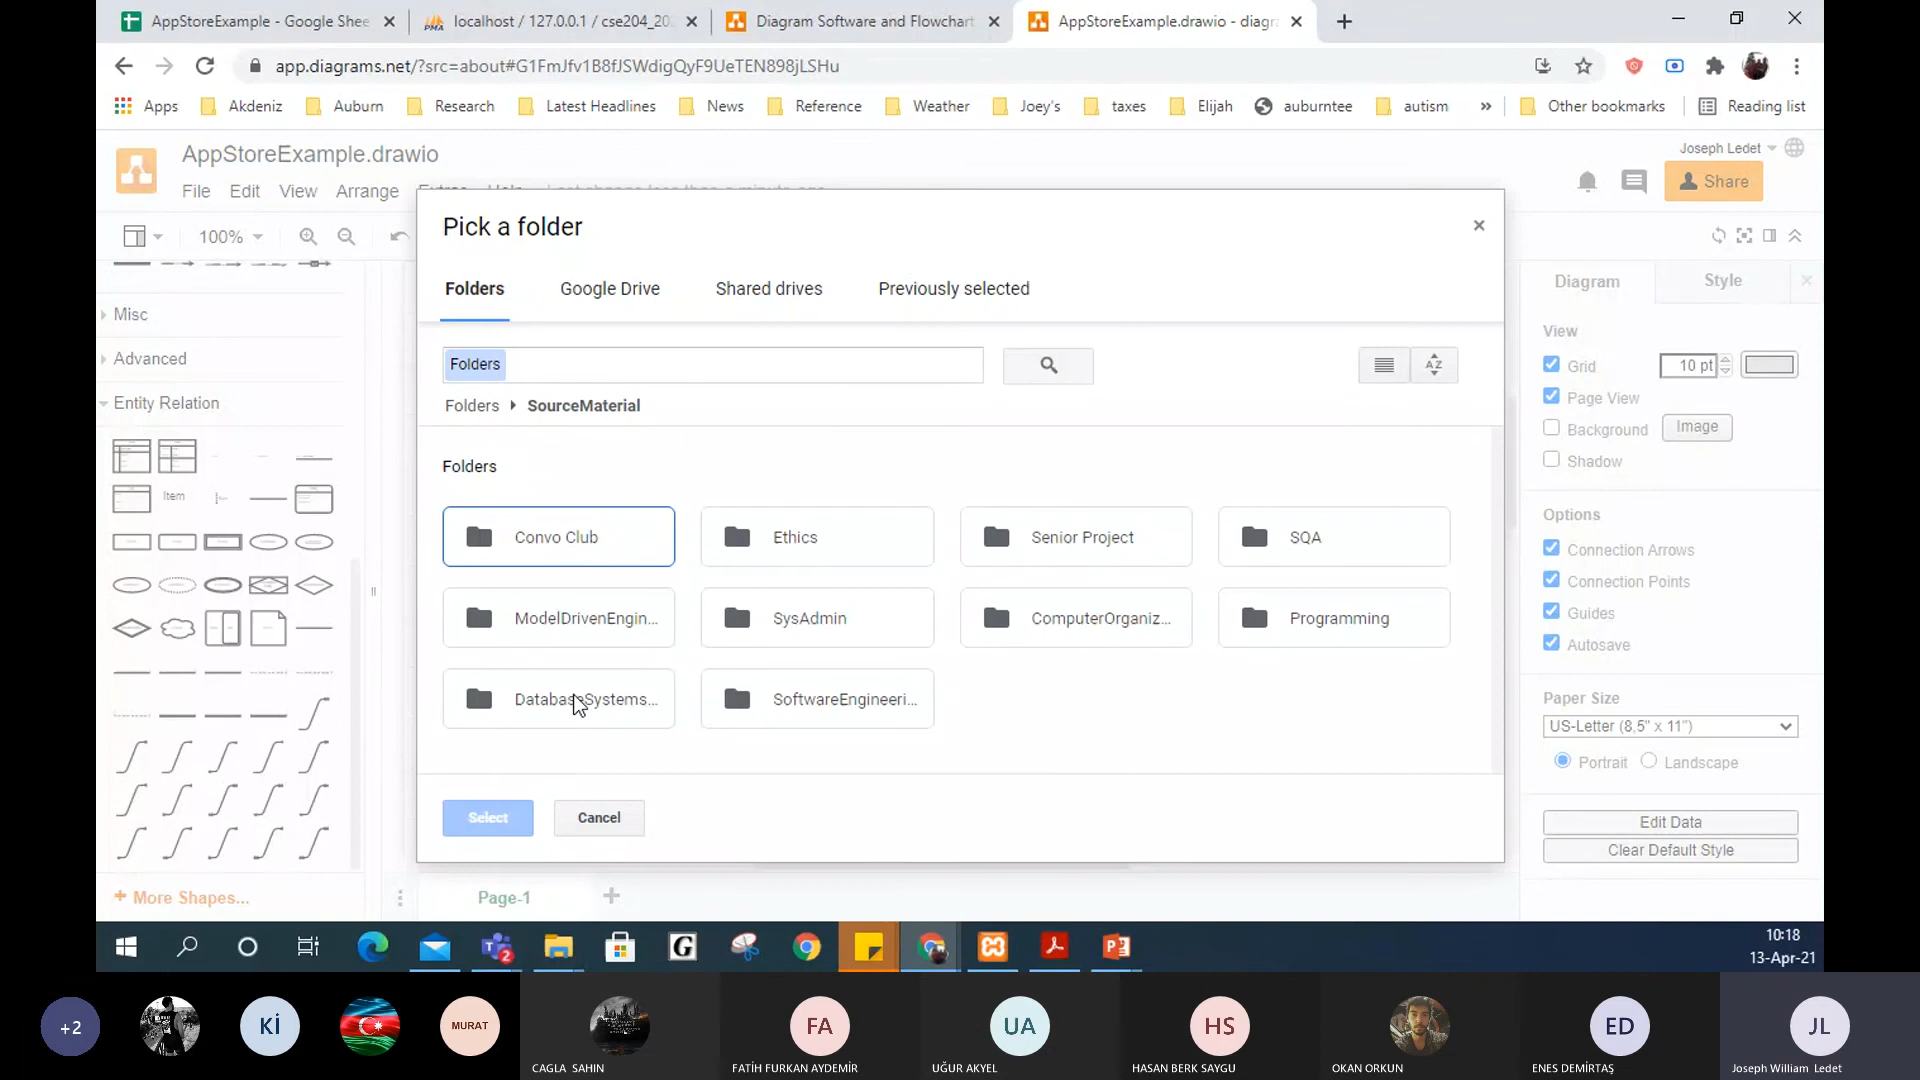 AppStoreExample - Google Shee
localhost / 127.0.0.1 / cse204_20
Diagram Software and Flowchart
AppStoreExample.drawio - diagra
app.diagrams.net/?src=about#G1FmJfv1B8fJSWdigQyF9UeTEN898jLSHu
Apps
Akdeniz
Auburn
Research
Latest Headlines
News
Reference
Weather
Joey's
taxes
Elijah
auburntee
autism
»
Other bookmarks
Reading list
AppStoreExample.drawio
Joseph Ledet
File Edit View Arrange
Share
100%
Pick a folder
Folders Google Drive Shared drives Previously selected
Folders
Folders SourceMaterial
Folders
Convo Club
Ethics
Senior Project
SQA
ModelDrivenEngin...
SysAdmin
ComputerOrganiz...
Programming
DatabaseSystems...
SoftwareEngineeri...
Select
Cancel
Misc
Advanced
Entity Relation
Item
+ More Shapes...
Page-1
Diagram Style
View
Grid
10 pt
Page View
Background
Image
Shadow
Options
Connection Arrows
Connection Points
Guides
Autosave
Paper Size
US-Letter (8,5" x 11")
Portrait Landscape
Edit Data
Clear Default Style
2
G
10:18
13-Apr-21
+2
Kİ
MURAT
CAGLA SAHIN
FA
FATİH FURKAN AYDEMİR
UA
UĞUR AKYEL
HS
HASAN BERK SAYGU
OKAN ORKUN
ED
ENES DEMİRTAŞ
JL
Joseph William Ledet